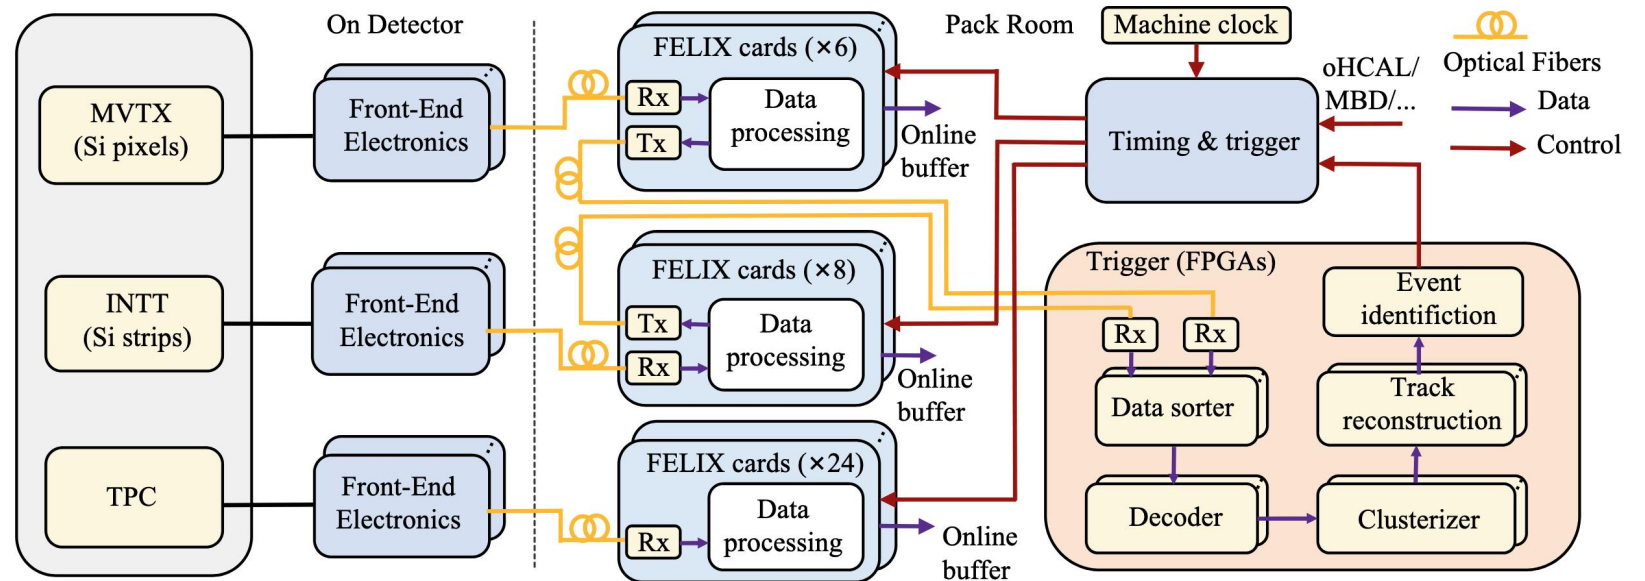 On Detector
Pack Room
Machine clock
Optical Fibers
Data
Control
oHCAL/
MBD/...
MVTX
(Si pixels)
Front-End
Electronics
FELIX cards (×6)
Rx
Tx
Data
processing
Online
buffer
Timing & trigger
INTT
(Si strips)
Front-End
Electronics
FELIX cards (×8)
Tx
Rx
Data
processing
Online
buffer
TPC
Front-End
Electronics
FELIX cards (×24)
Rx
Data
processing
Online
buffer
Trigger (FPGAs)
Rx
Rx
Data sorter
Decoder
Clusterizer
Track
reconstruction
Event
identifiction